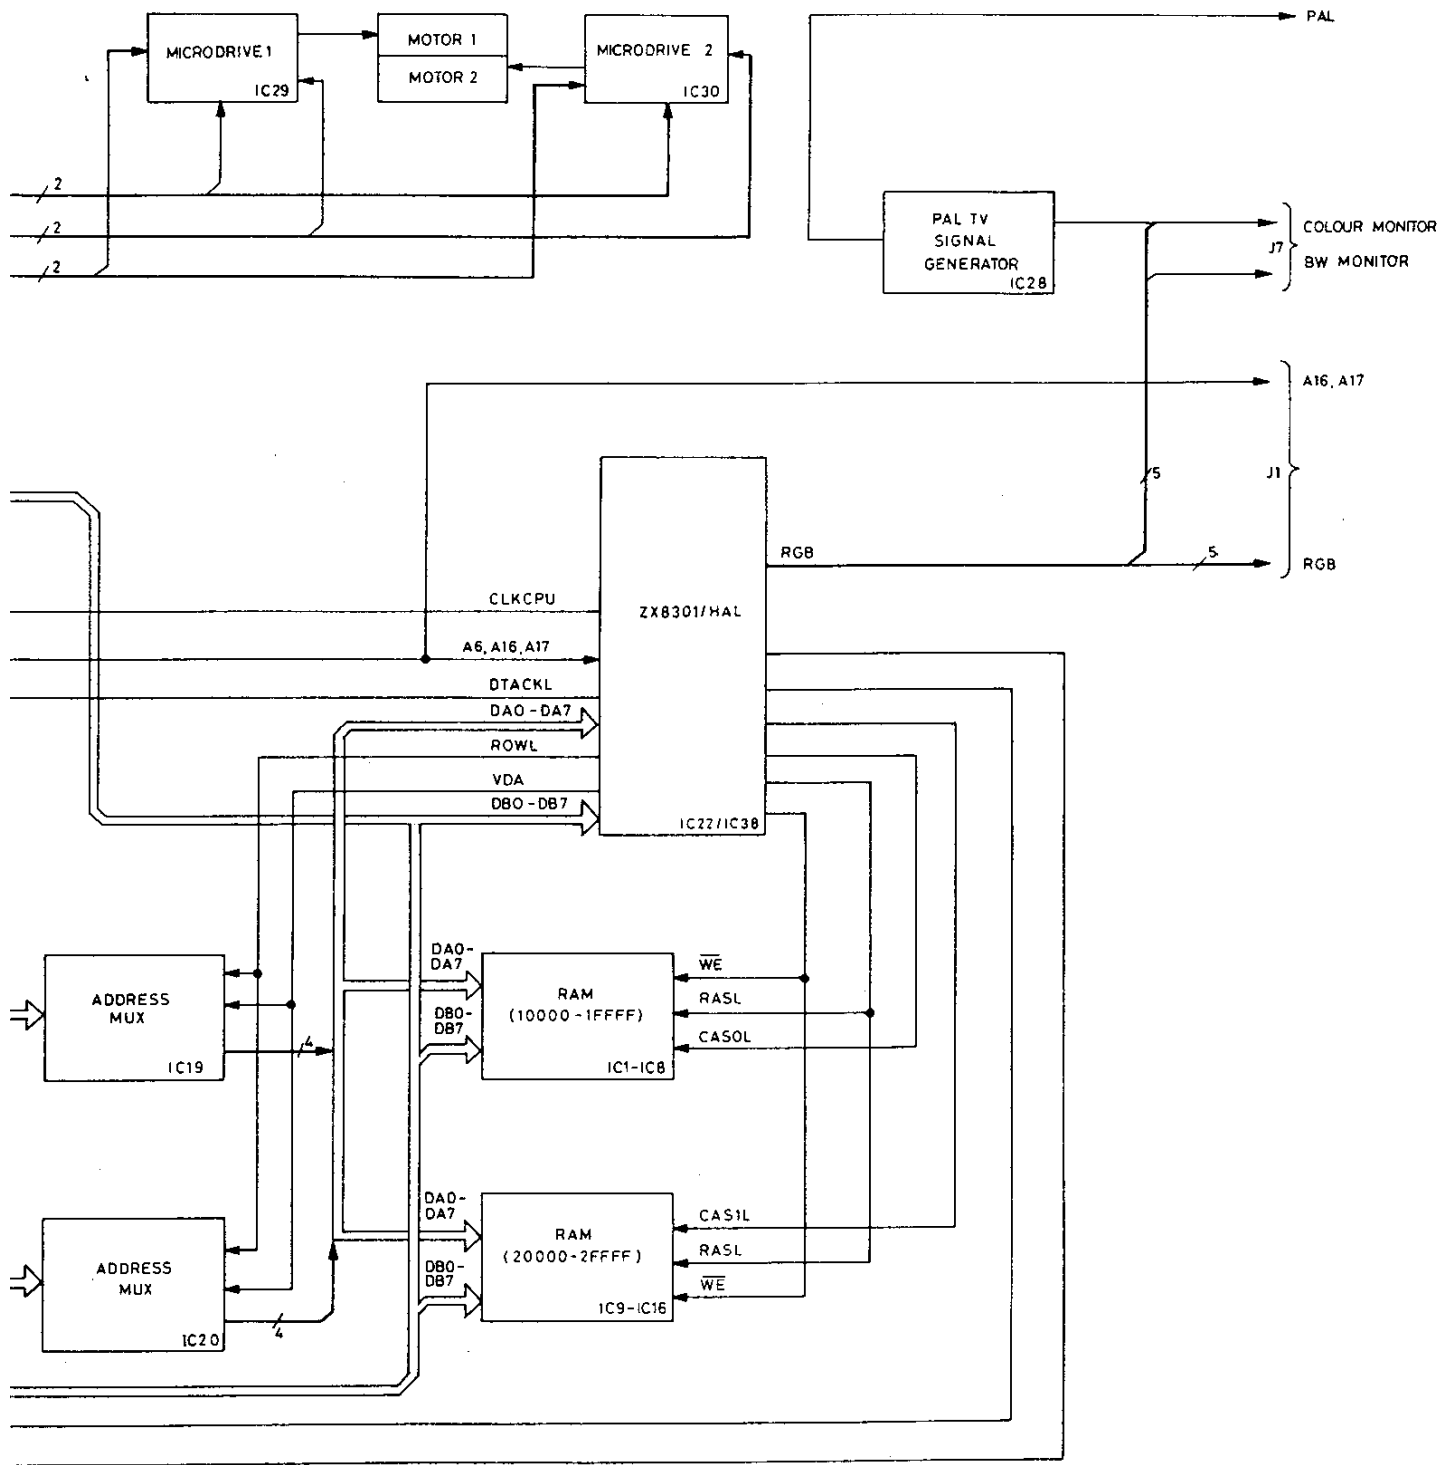 PAL
MICRODRIVE 1
IC29
MOTOR 1
MOTOR 2
MICRODRIVE 2
IC30
2
2
2
PAL TV
SIGNAL
GENERATOR
IC28
J7
COLOUR MONITOR
BW MONITOR
A16, A17
J1
5
5
RGB
RGB
ZX8301/HAL
IC22/IC38
CLKCPU
A6, A16, A17
DTACKL
DA0-DA7
ROWL
VDA
DB0-DB7
ADDRESS
MUX
IC19
4
DA0-
DA7
DB0-
DB7
RAM
(10000-1FFFF)
IC1-IC8
WE
RASL
CAS0L
ADDRESS
MUX
IC20
4
DA0-
DA7
DB0-
DB7
RAM
(20000-2FFFF)
IC9-IC16
CAS1L
RASL
WE